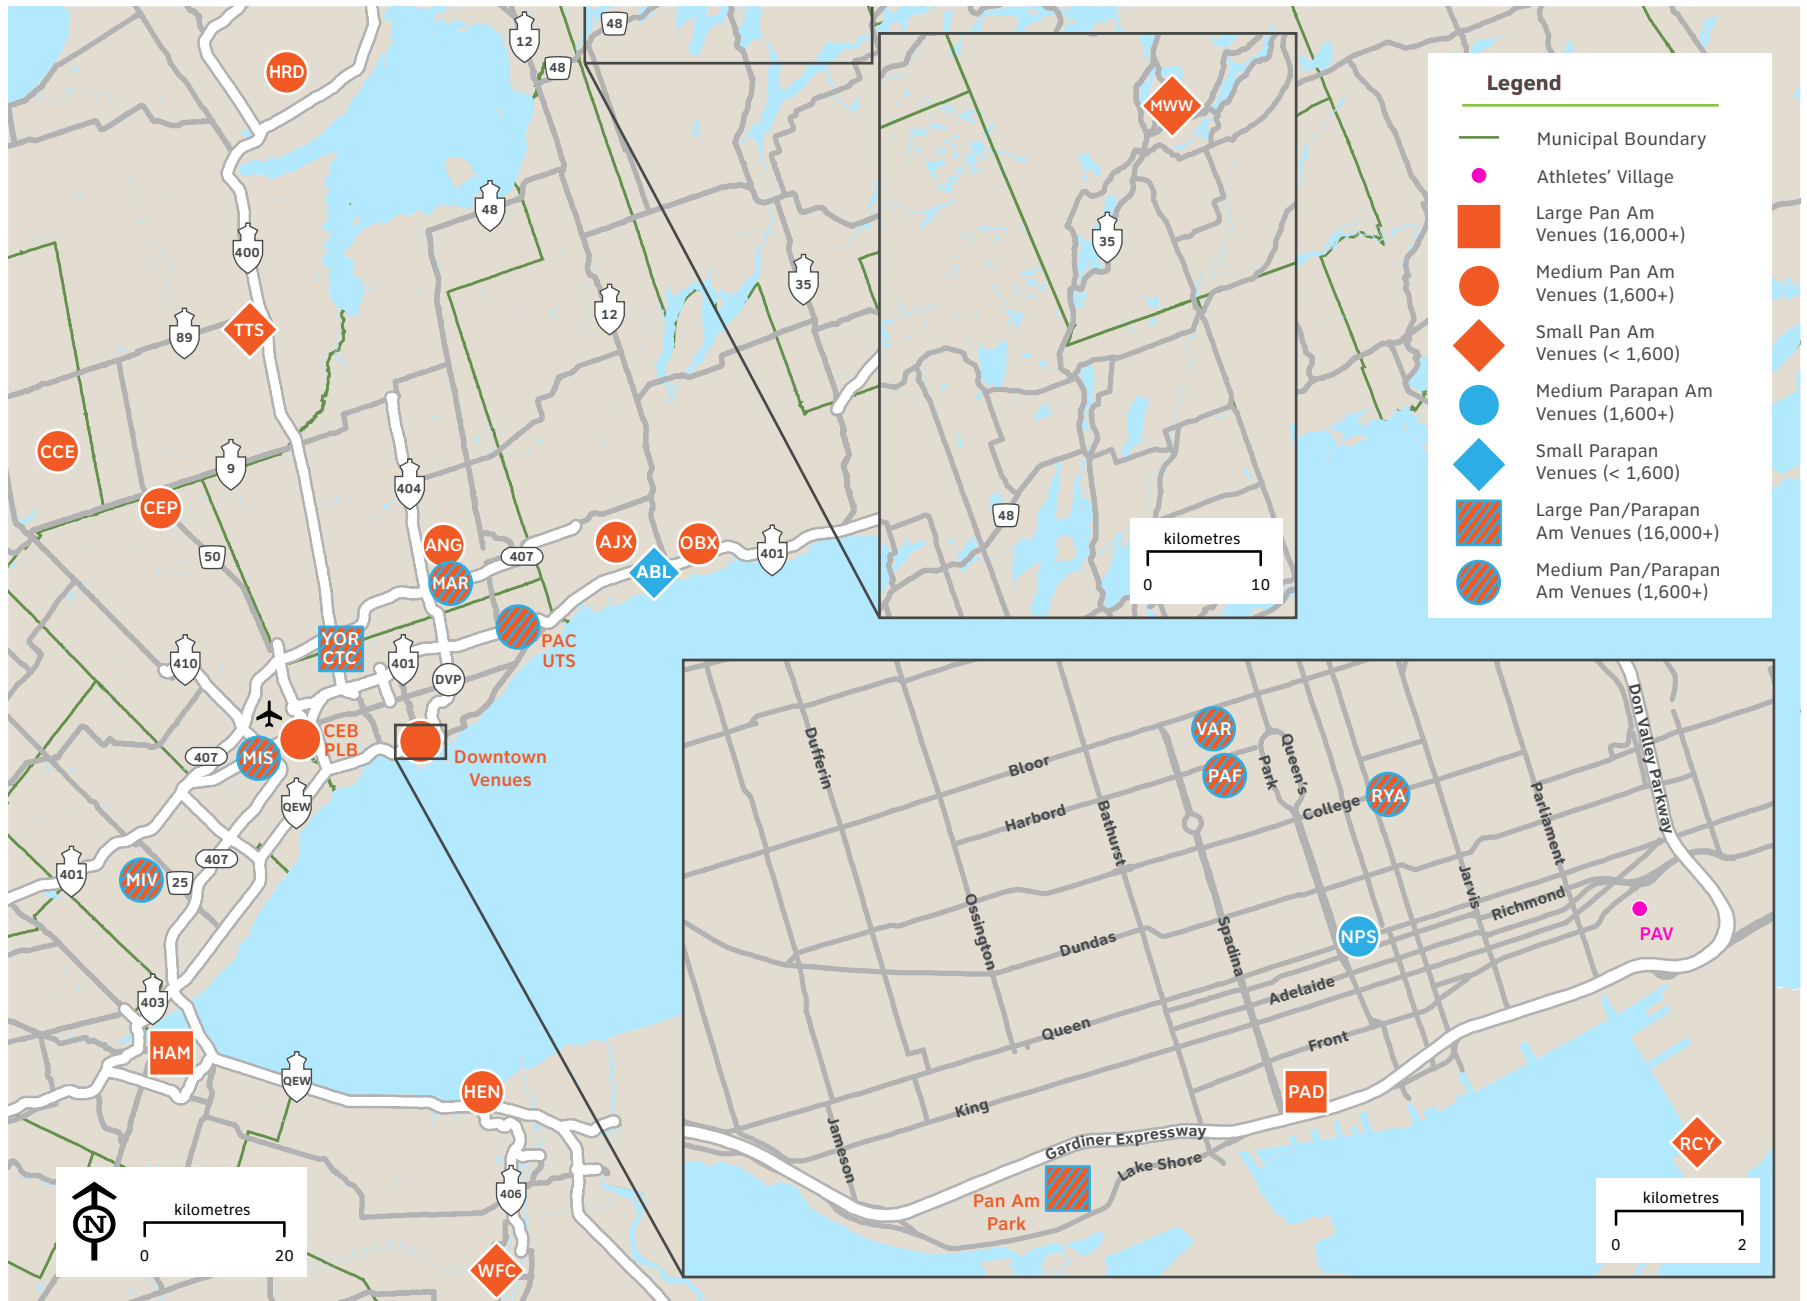 HRD
12
48
48
400
48
89
TTS
12
35
CCE
9
CEP
50
404
ANG
MAR
407
AJX
ABL
OBX
401
YOR
CTC
PAC
UTS
410
401
DVP
CEB
PLB
MIS
407
Downtown
Venues
QEW
407
401
MIV
25
403
HAM
QEW
HEN
406
WFC
N
kilometres
0 20
MWW
35
48
kilometres
0 10
Legend
Municipal Boundary
Athletes' Village
Large Pan Am
Venues (16,000+)
Medium Pan Am
Venues (1,600+)
Small Pan Am
Venues (< 1,600)
Medium Parapan Am
Venues (1,600+)
Small Parapan
Venues (< 1,600)
Large Pan/Parapan
Am Venues (16,000+)
Medium Pan/Parapan
Am Venues (1,600+)
Don Valley Parkway
Dufferin
Bloor
VAR
PAF
Queen's
Park
Harbord
Bathurst
College
RYA
Parliament
Jarvis
Richmond
Ossington
Dundas
Spadina
NPS
PAV
Adelaide
Queen
Front
King
PAD
Jameson
Gardiner Expressway
Lake Shore
Pan Am
Park
RCY
kilometres
0 2